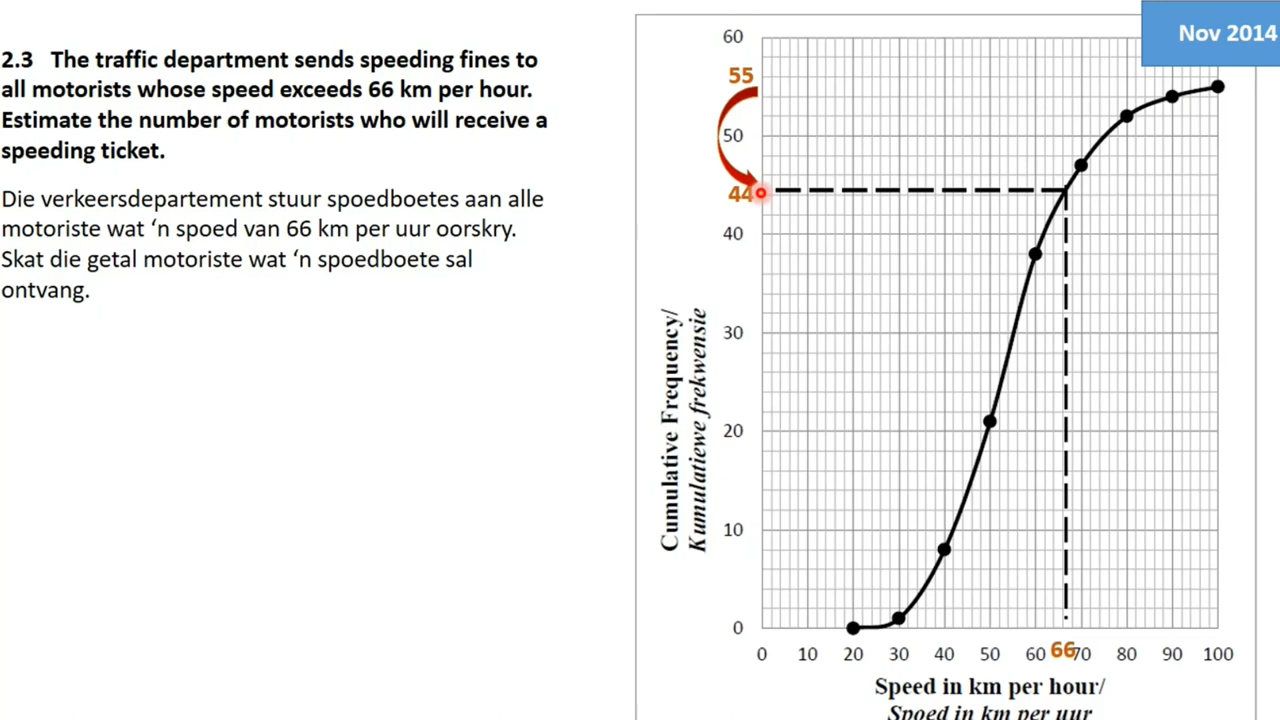 Nov 2014
2.3 The traffic department sends speeding fines to
all motorists whose speed exceeds 66 km per hour.
Estimate the number of motorists who will receive a
speeding ticket.
Die verkeersdepartement stuur spoedboetes aan alle
motoriste wat ‘n spoed van 66 km per uur oorskry.
Skat die getal motoriste wat ‘n spoedboete sal
ontvang.
60
55
50
44
40
30
20
10
0
Cumulative Frequency/
Kumulatiewe frekwensie
0 10 20 30 40 50 60 66 70 80 90 100
Speed in km per hour/
Spoed in km per uur